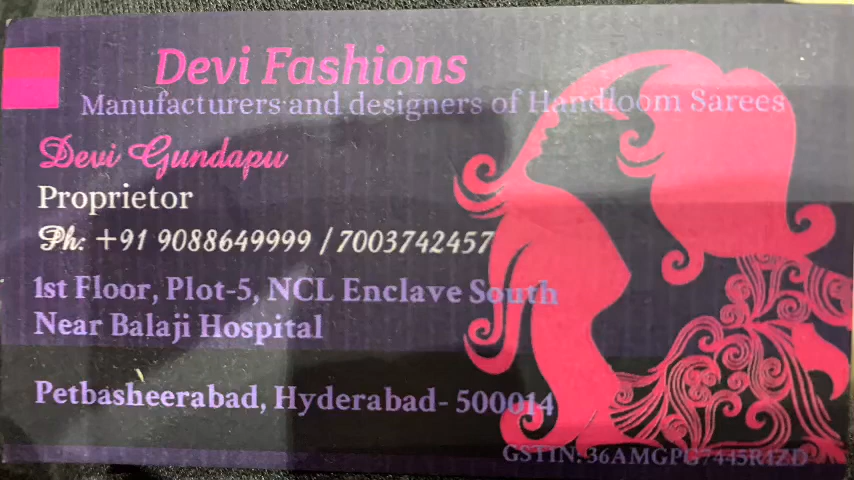 Devi Fashions
Manufacturers and designers of Handloom Sarees
Devi Gundapu
Proprietor
Ph: +91 9088649999 / 7003742457
1st Floor, Plot-5, NCL Enclave South
Near Balaji Hospital
Petbasheerabad, Hyderabad- 500014
GSTIN: